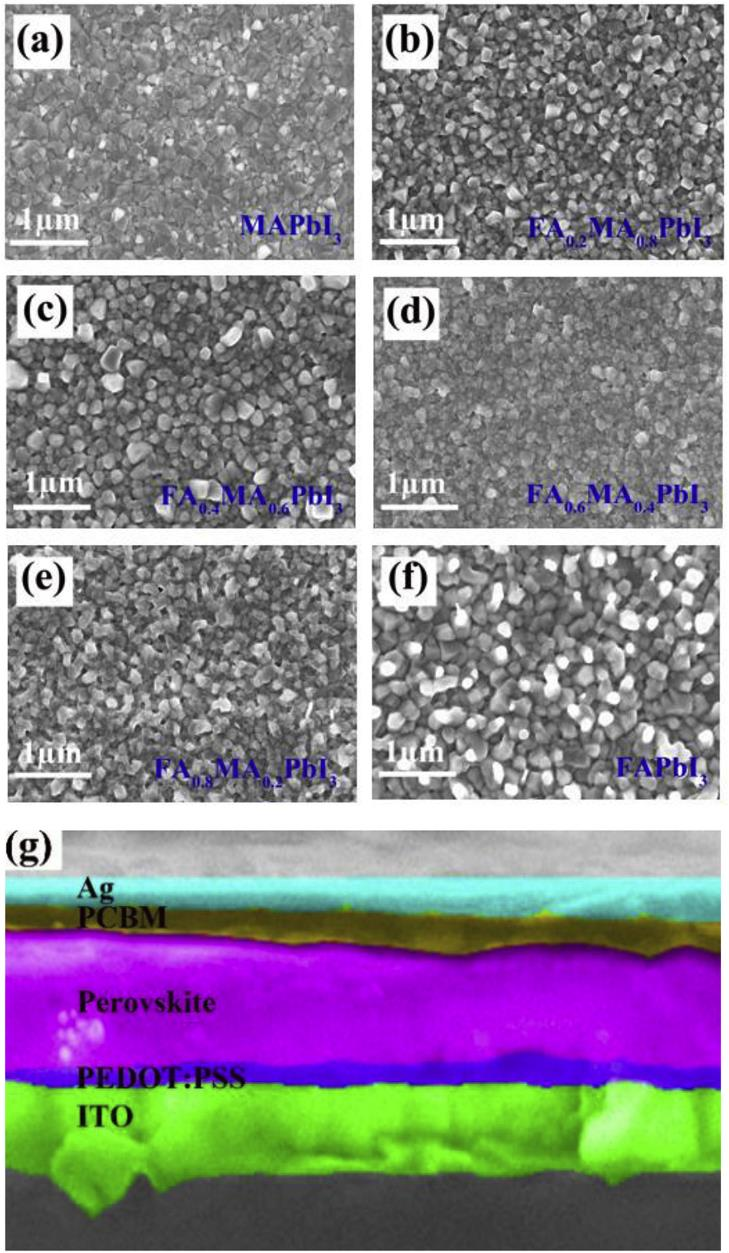 (a)
1μm
MAPbI₃
(b)
1μm
FA₀.₂MA₀.₈PbI₃
(c)
1μm
FA₀.₄MA₀.₆PbI₃
(d)
1μm
FA₀.₆MA₀.₄PbI₃
(e)
1μm
FA₀.₈MA₀.₂PbI₃
(f)
1μm
FAPbI₃
(g)
Ag
PCBM
Perovskite
PEDOT:PSS
ITO